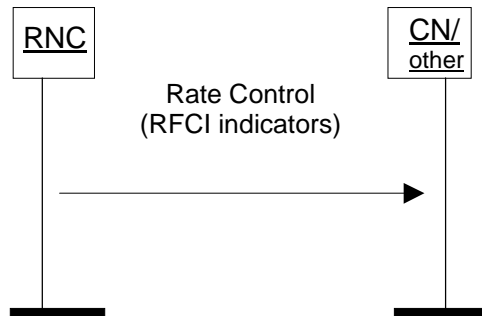 RNC
CN/
other
Rate Control
(RFCI indicators)